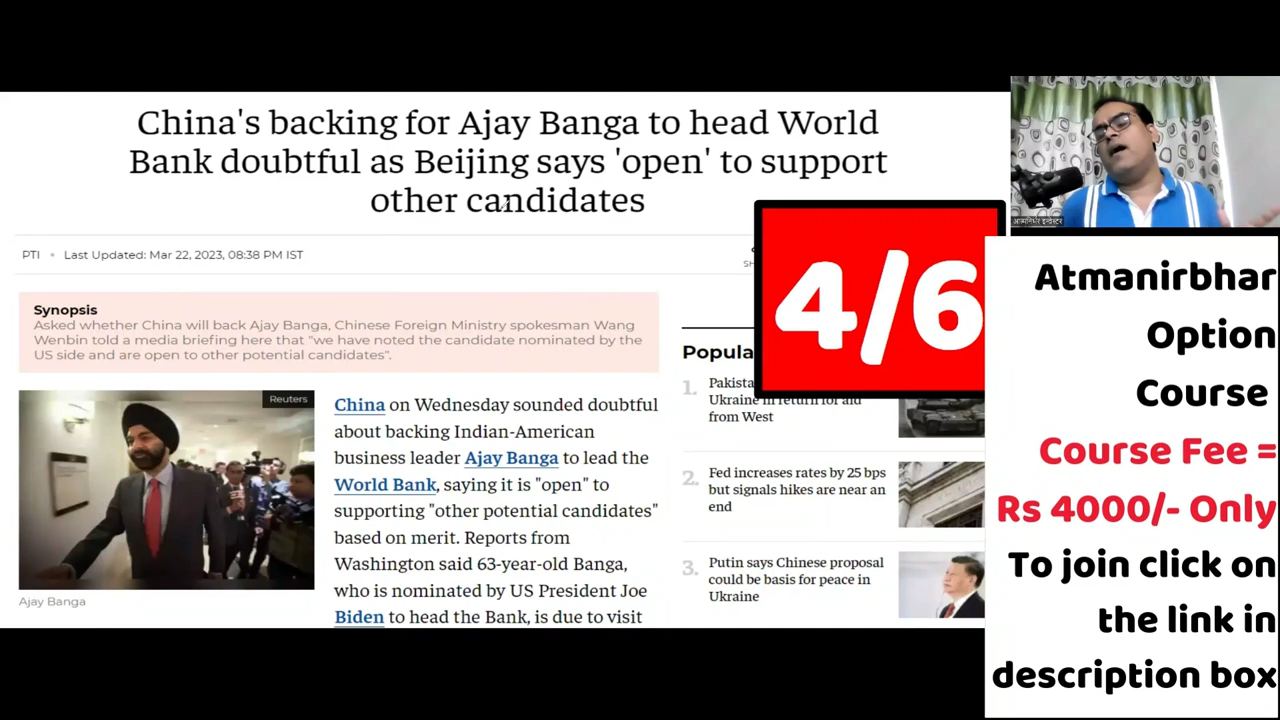 China's backing for Ajay Banga to head World
Bank doubtful as Beijing says 'open' to support
other candidates
PTI • Last Updated: Mar 22, 2023, 08:38 PM IST
Synopsis
Asked whether China will back Ajay Banga, Chinese Foreign Ministry spokesman Wang
Wenbin told a media briefing here that "we have noted the candidate nominated by the
US side and are open to other potential candidates".
Reuters
Ajay Banga
China on Wednesday sounded doubtful
about backing Indian-American
business leader Ajay Banga to lead the
World Bank, saying it is "open" to
supporting "other potential candidates"
based on merit. Reports from
Washington said 63-year-old Banga,
who is nominated by US President Joe
Biden to head the Bank, is due to visit
4/6
Popula
1. Pakista
Ukraine in return for aid
from West
2. Fed increases rates by 25 bps
but signals hikes are near an
end
3. Putin says Chinese proposal
could be basis for peace in
Ukraine
आत्मनिर्भर इन्वेस्टर
Atmanirbhar
Option
Course
Course Fee =
Rs 4000/- Only
To join click on
the link in
description box